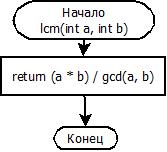 Начало
lcm(int a, int b)
return (a * b) / gcd(a, b)
Конец